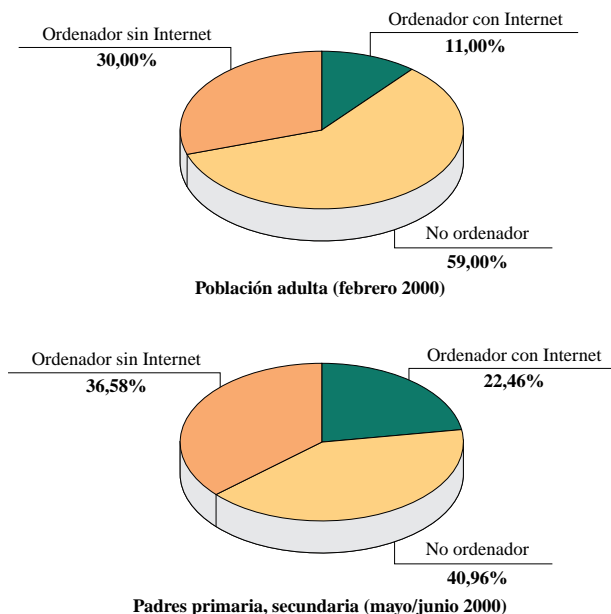 Ordenador sin Internet
30,00%
Ordenador con Internet
11,00%
No ordenador
59,00%
Población adulta (febrero 2000)
Ordenador sin Internet
36,58%
Ordenador con Internet
22,46%
No ordenador
40,96%
Padres primaria, secundaria (mayo/junio 2000)